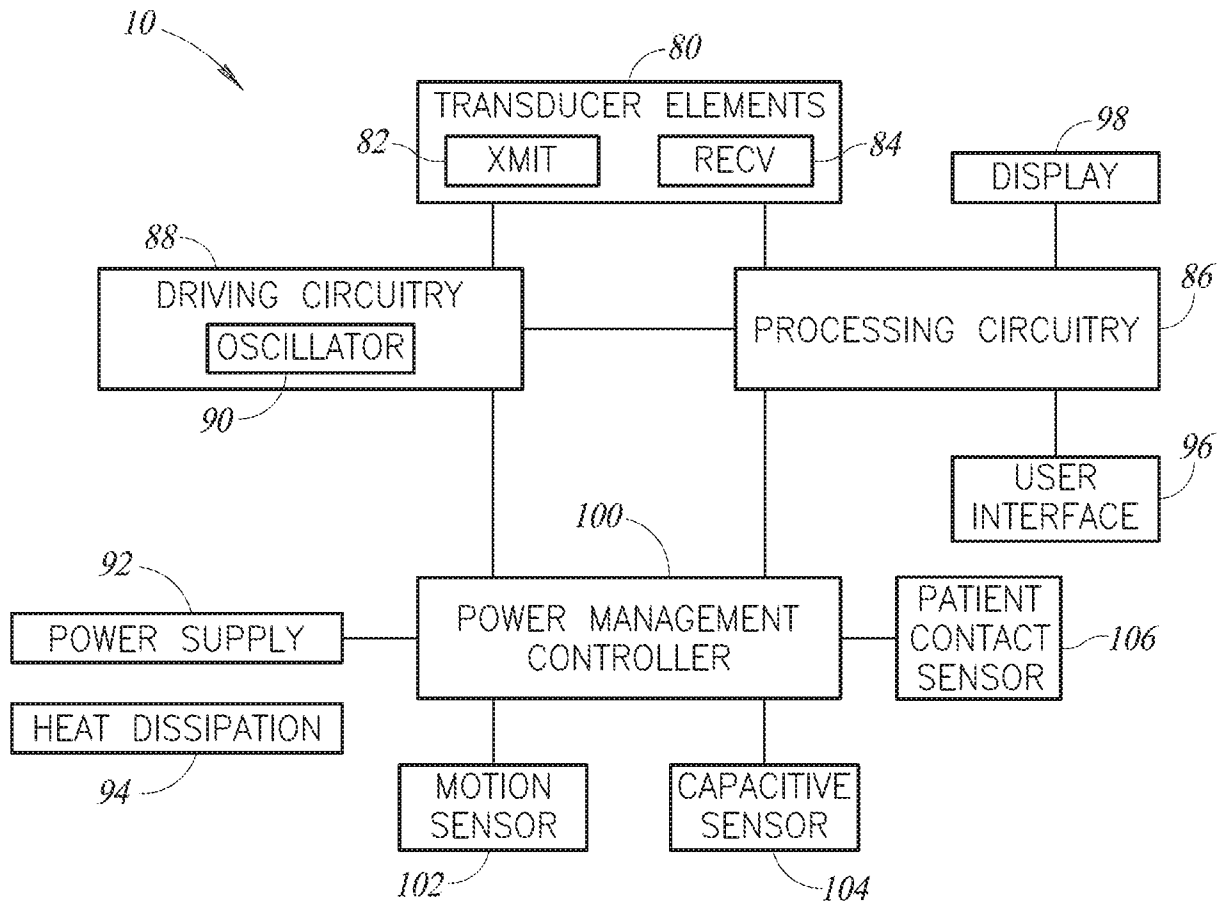 10
80
TRANSDUCER ELEMENTS
82
XMIT
RECV
84
98
DISPLAY
88
DRIVING CIRCUITRY
OSCILLATOR
90
86
PROCESSING CIRCUITRY
96
USER
INTERFACE
100
92
POWER SUPPLY
POWER MANAGEMENT
CONTROLLER
PATIENT
CONTACT
SENSOR
106
HEAT DISSIPATION
94
MOTION
SENSOR
102
CAPACITIVE
SENSOR
104